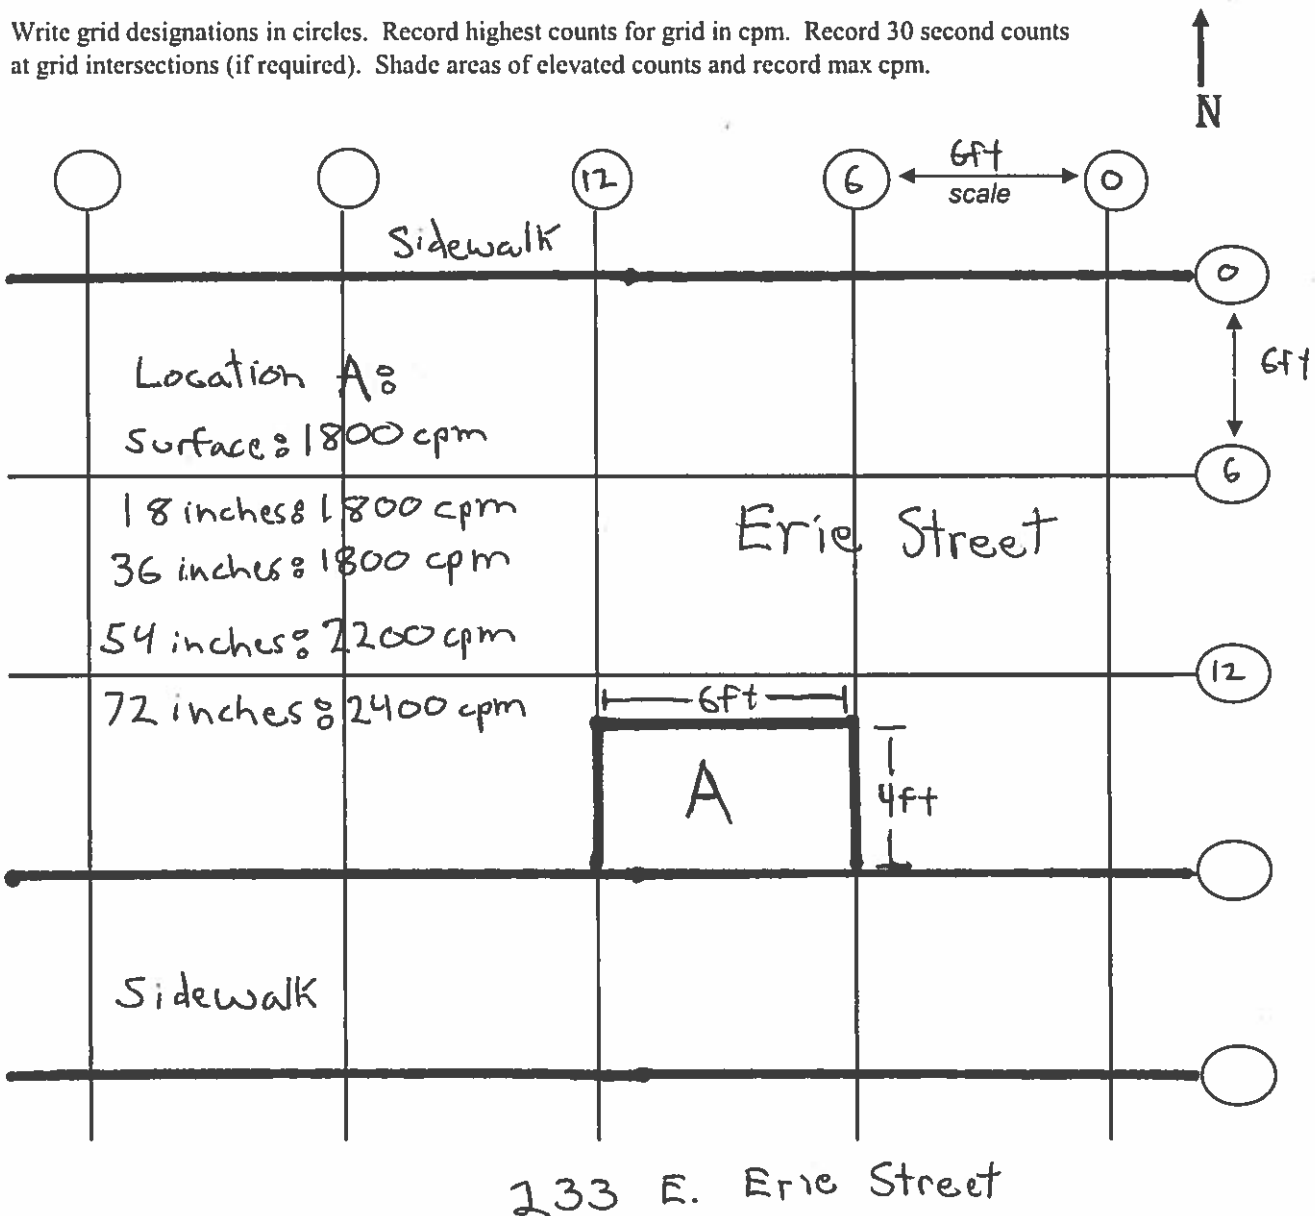 Write grid designations in circles. Record highest counts for grid in cpm. Record 30 second counts
at grid intersections (if required). Shade areas of elevated counts and record max cpm.
N
12
6
6ft
scale
0
Sidewalk
0
Location A:
6ft
Surface: 1800 cpm
6
18 inches: 1800 cpm
Erie Street
36 inches: 1800 cpm
54 inches: 2200 cpm
12
72 inches: 2400 cpm
6ft
A
4ft
Sidewalk
233 E. Erie Street